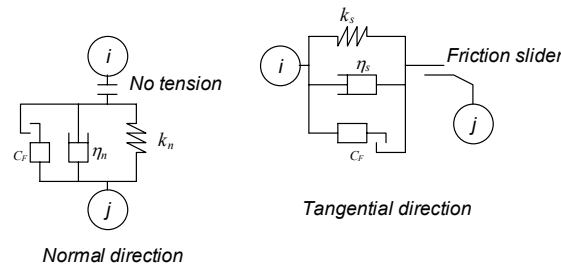 i
No tension
C_F
η_n
k_n
j
Normal direction
k_s
i
η_s
C_F
Friction slider
j
Tangential direction